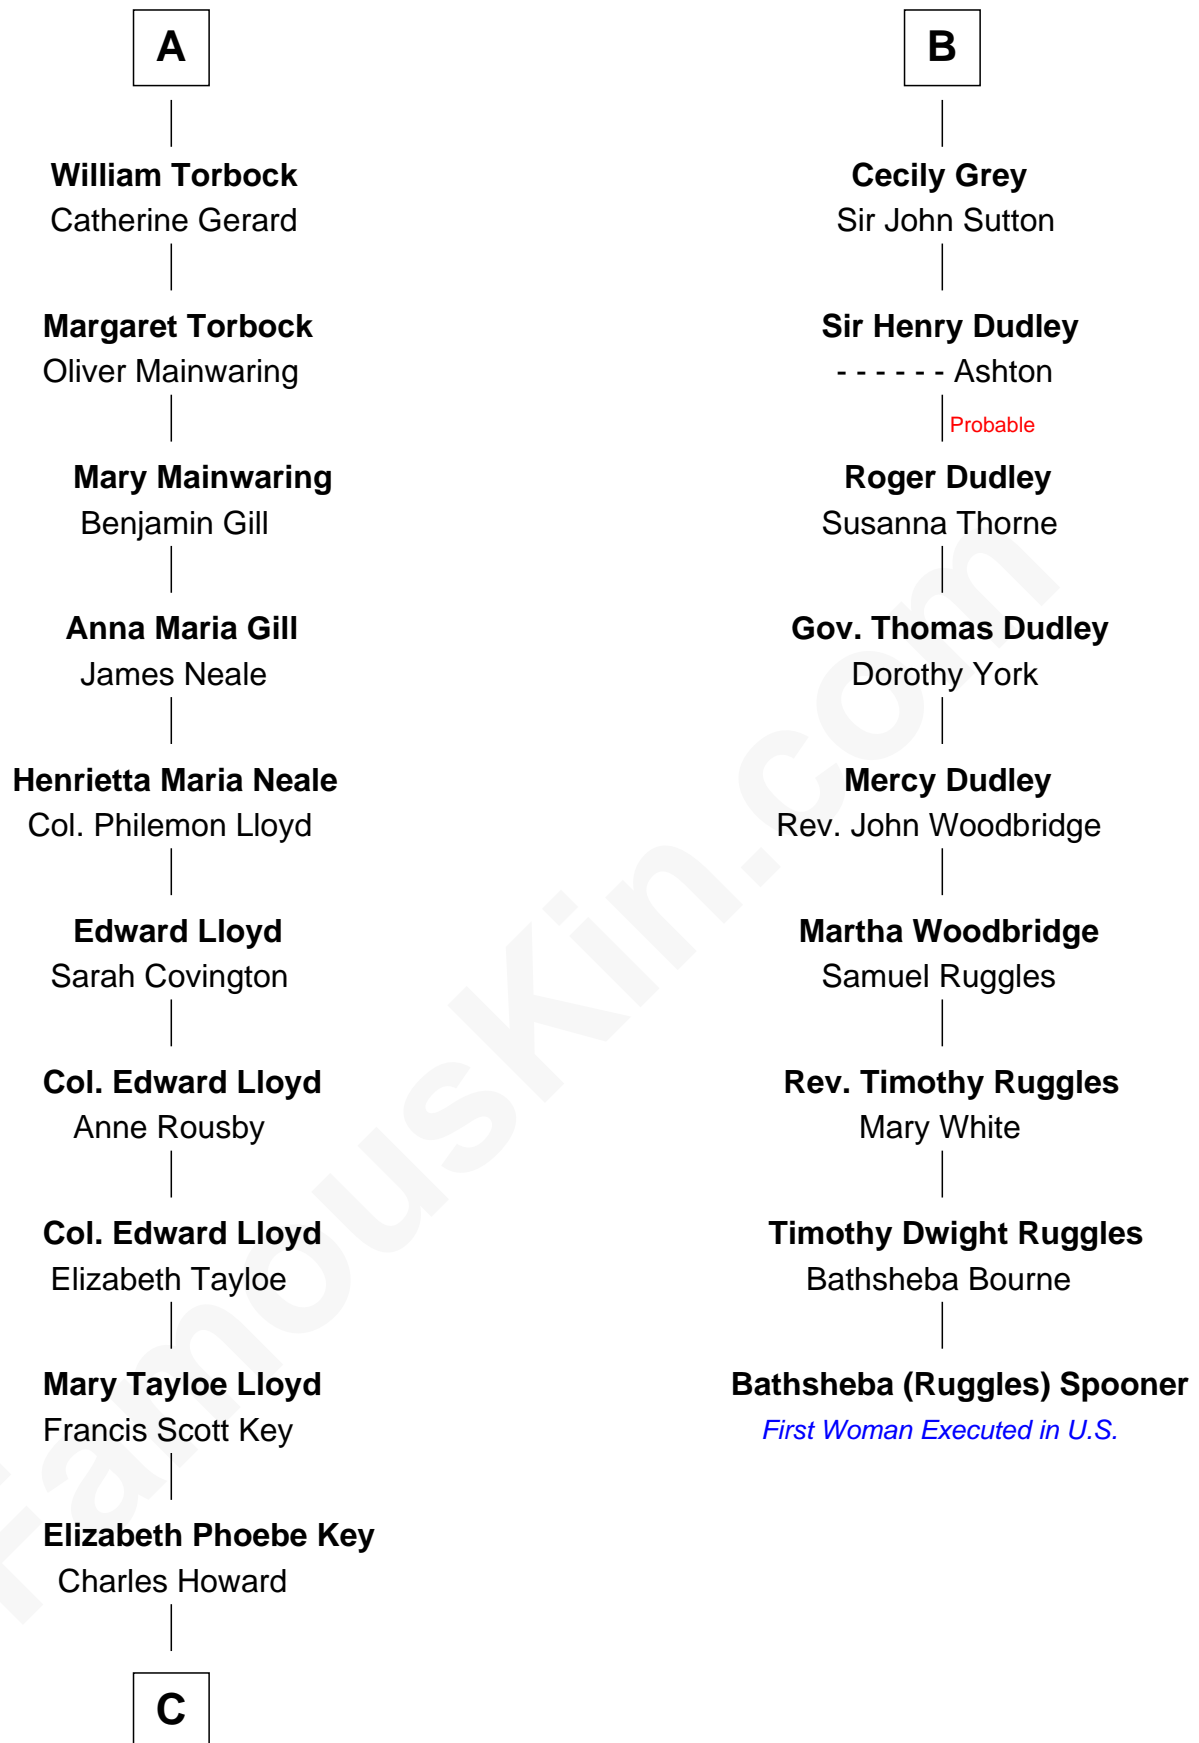 A
William Torbock
Catherine Gerard
Margaret Torbock
Oliver Mainwaring
Mary Mainwaring
Benjamin Gill
Anna Maria Gill
James Neale
Henrietta Maria Neale
Col. Philemon Lloyd
Edward Lloyd
Sarah Covington
Col. Edward Lloyd
Anne Rousby
Col. Edward Lloyd
Elizabeth Tayloe
Mary Tayloe Lloyd
Francis Scott Key
Elizabeth Phoebe Key
Charles Howard
C
B
Cecily Grey
Sir John Sutton
Sir Henry Dudley
- - - - - - Ashton
Probable
Roger Dudley
Susanna Thorne
Gov. Thomas Dudley
Dorothy York
Mercy Dudley
Rev. John Woodbridge
Martha Woodbridge
Samuel Ruggles
Rev. Timothy Ruggles
Mary White
Timothy Dwight Ruggles
Bathsheba Bourne
Bathsheba (Ruggles) Spooner
First Woman Executed in U.S.
FamousKin.com